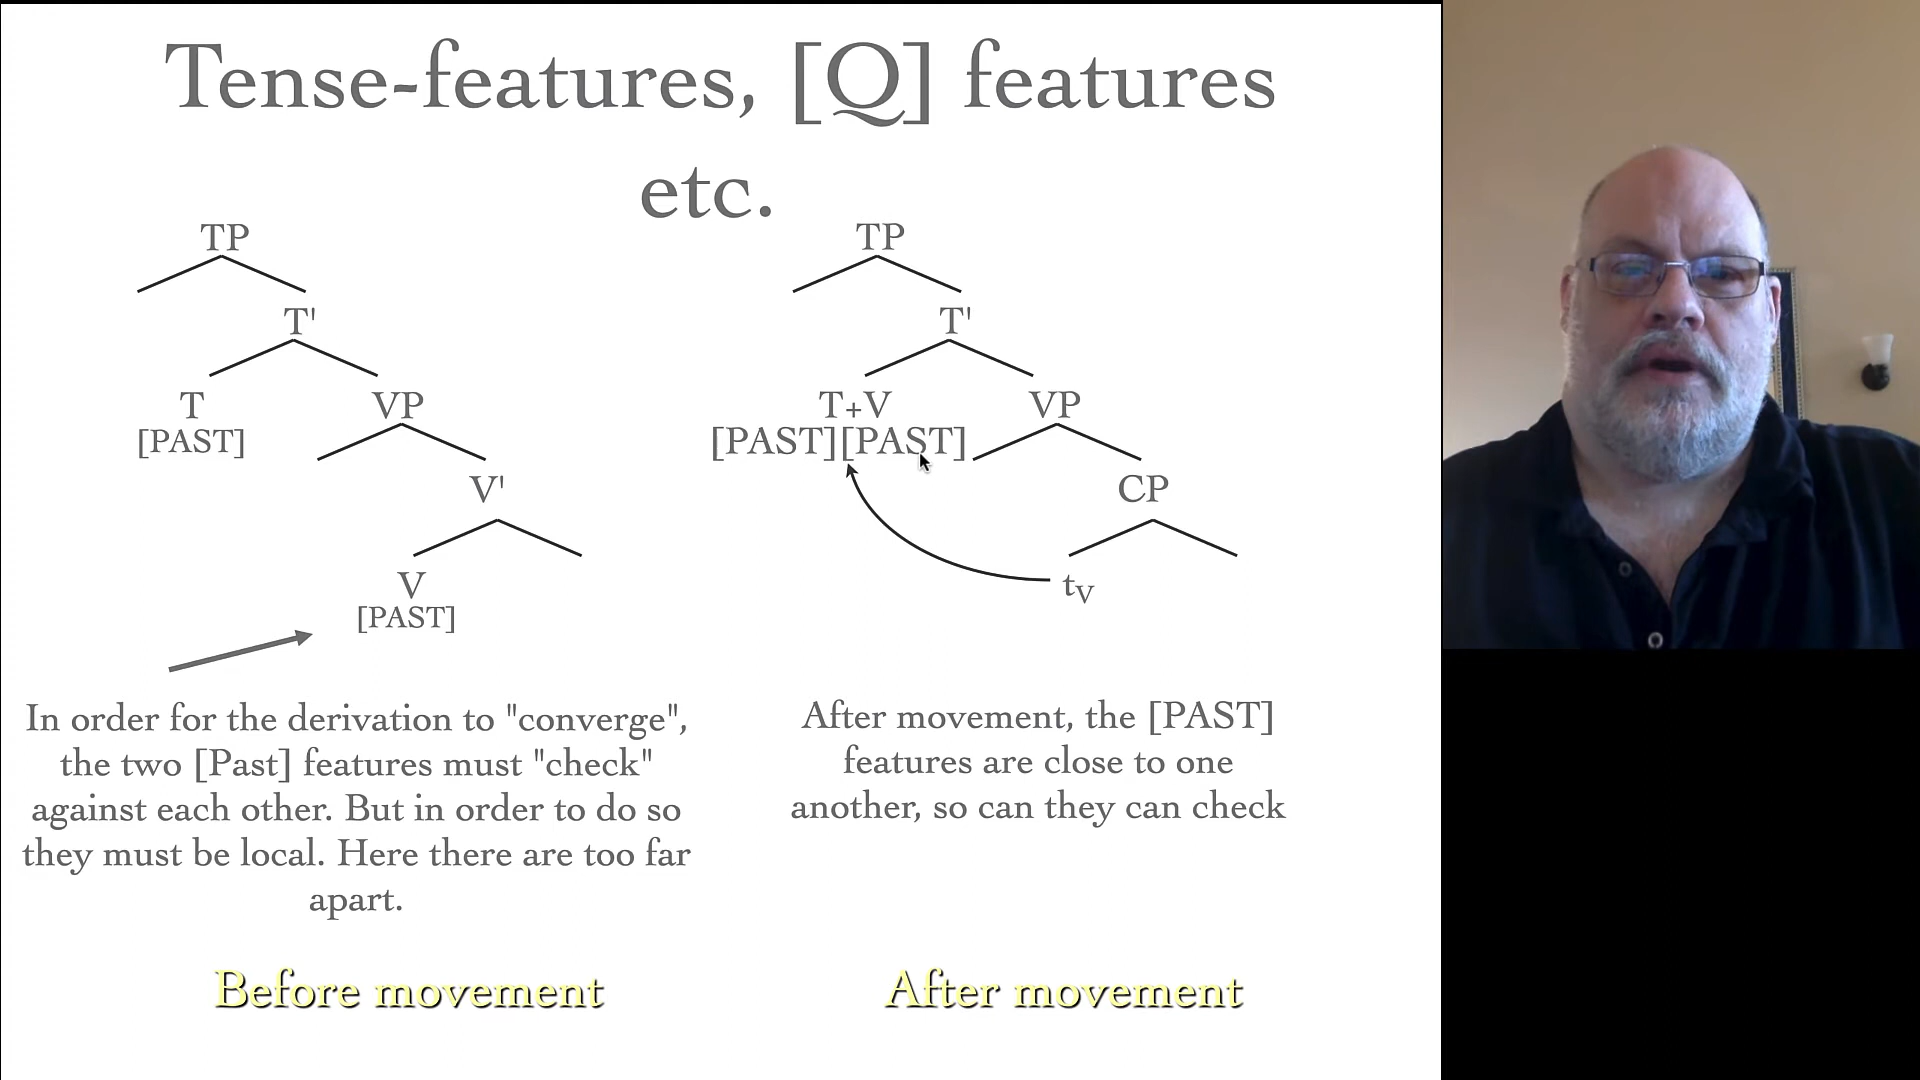 Tense-features, [Q] features
etc.
TP
T'
T
VP
[PAST]
V'
V
[PAST]
In order for the derivation to "converge",
the two [Past] features must "check"
against each other. But in order to do so
they must be local. Here there are too far
apart.
Before movement
TP
T'
T+V
VP
[PAST][PAST]
CP
tV
After movement, the [PAST]
features are close to one
another, so can they can check
After movement